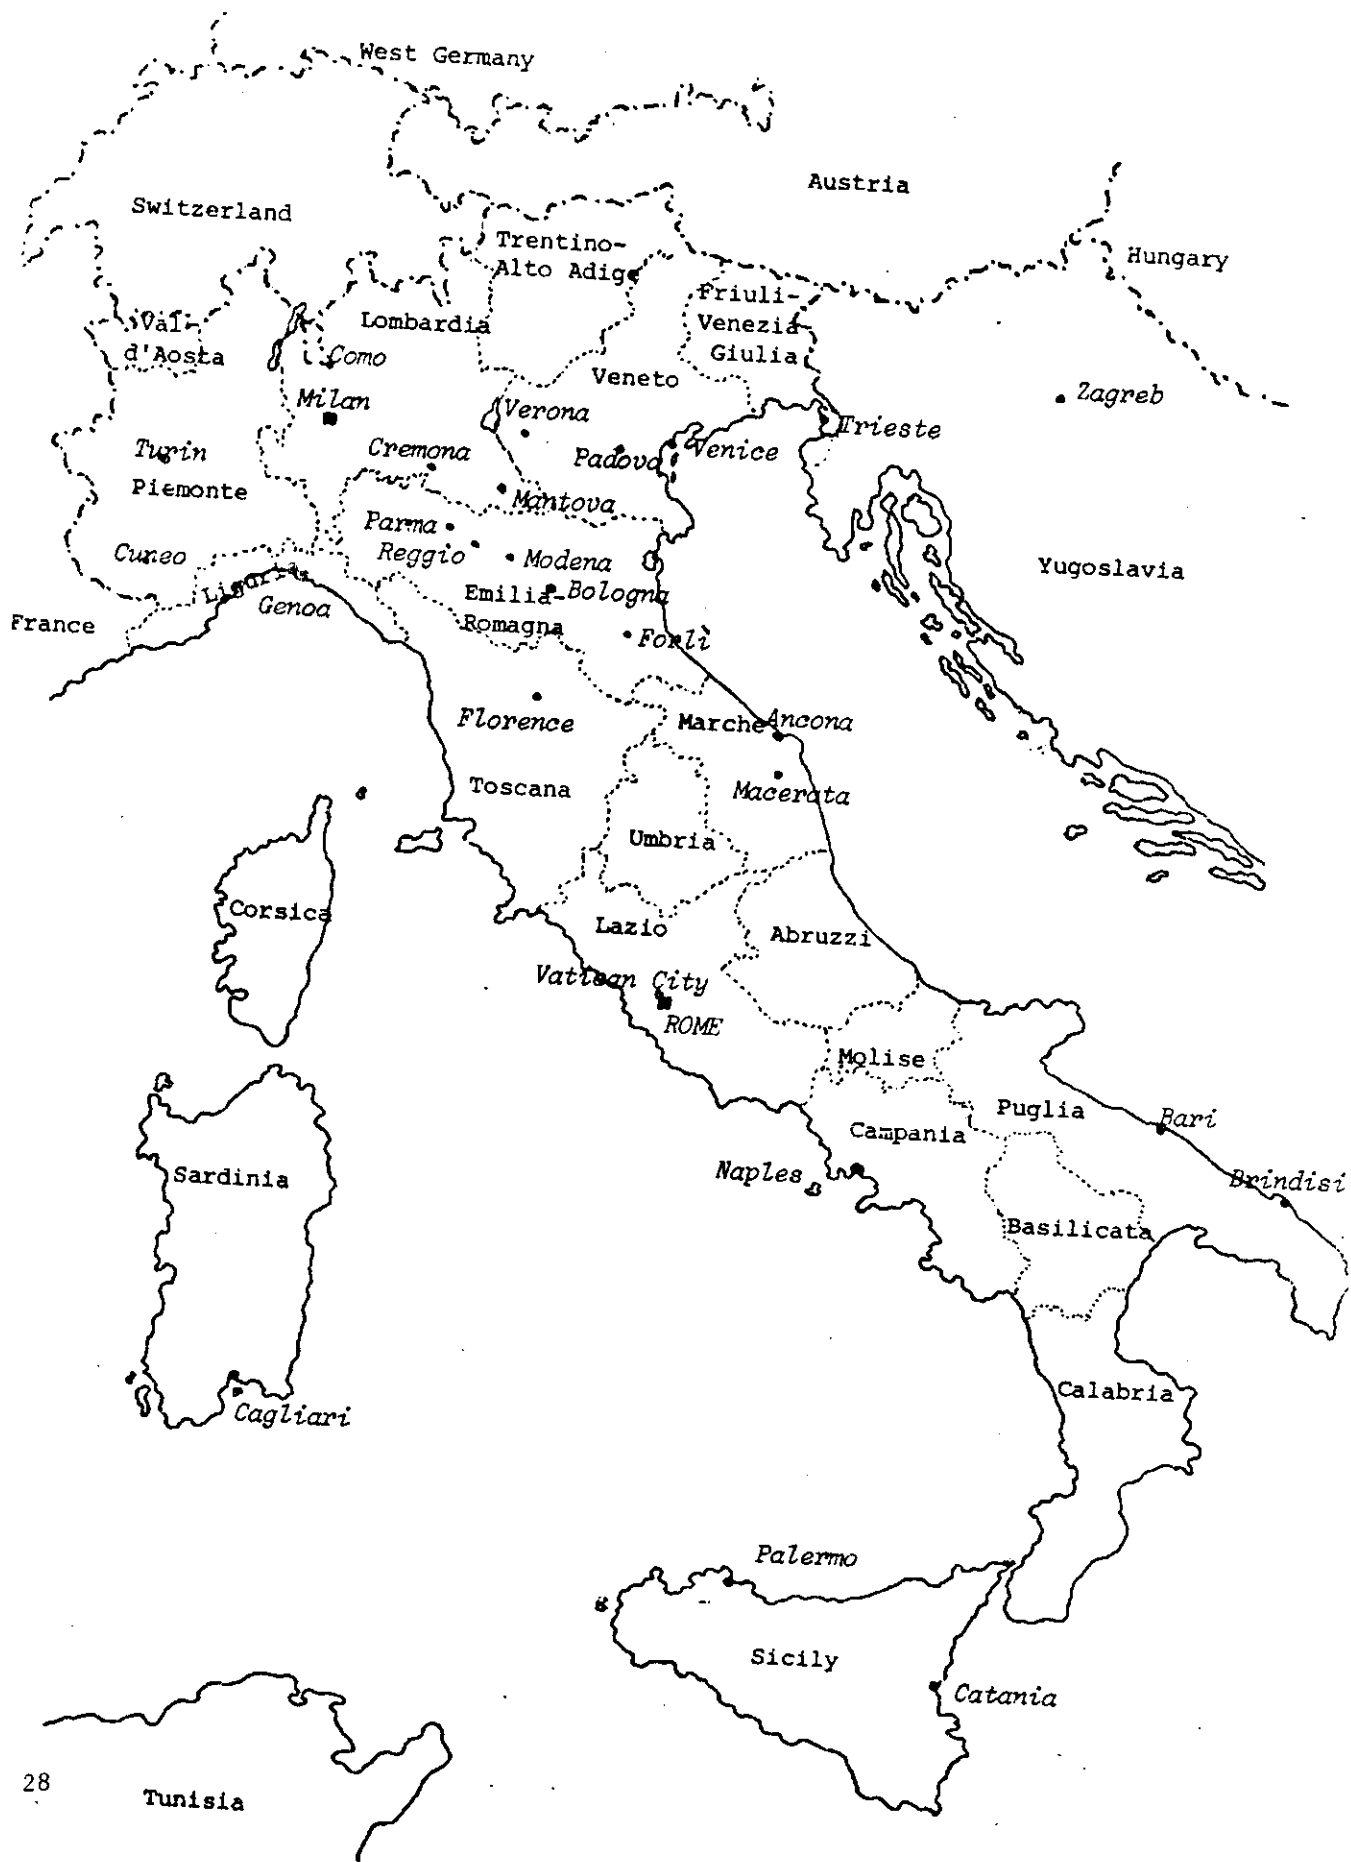 West Germany
Austria
Switzerland
Trentino-
Alto Adige
Hungary
Friuli-
Venezia
Giulia
Val-
d'Aosta
Lombardia
Como
Veneto
Milan
Verona
Zagreb
Trieste
Turin
Cremona
Padova
Venice
Piemonte
Mantova
Parma
Reggio
Modena
Cuneo
Yugoslavia
Liguria
Genoa
Emilia-
Romagna
Bologna
France
Forlì
Florence
Marche
Ancona
Toscana
Macerata
Umbria
Corsica
Lazio
Abruzzi
Vatican City
ROME
Molise
Puglia
Bari
Campania
Naples
Sardinia
Brindisi
Basilicata
Calabria
Cagliari
Palermo
Sicily
Catania
28
Tunisia